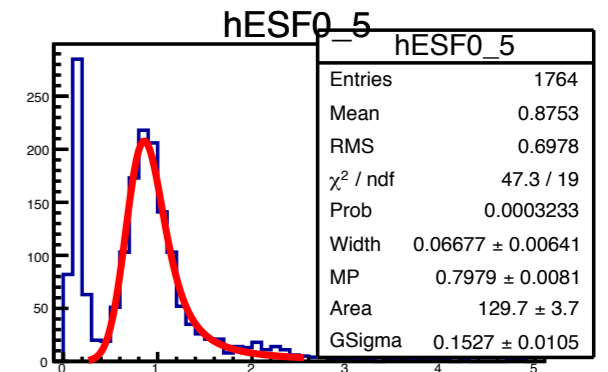 hESF0_5
hESF0_5
Entries 1764
Mean 0.8753
RMS 0.6978
χ² / ndf 47.3 / 19
Prob 0.0003233
Width 0.06677 ± 0.00641
MP 0.7979 ± 0.0081
Area 129.7 ± 3.7
GSigma 0.1527 ± 0.0105
250
200
150
100
50
0
0 1 2 3 4 5